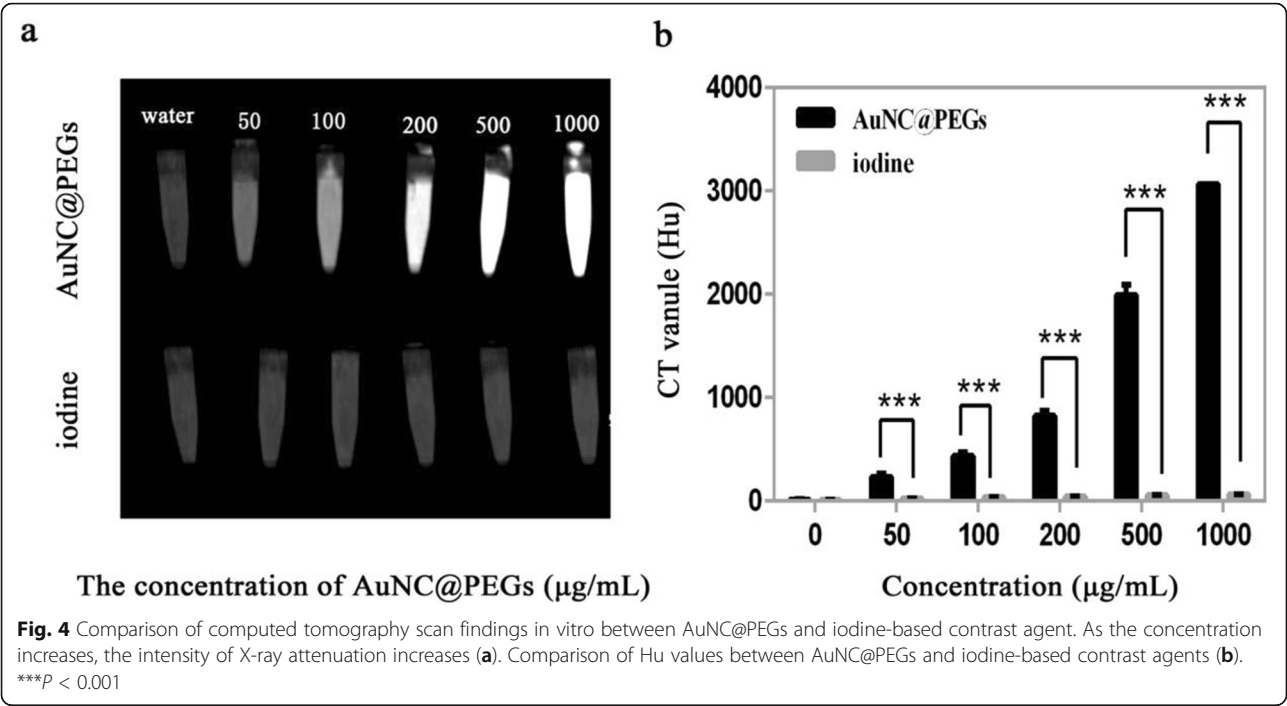 a
water 50 100 200 500 1000
AuNC@PEGs
iodine
The concentration of AuNC@PEGs (μg/mL)
b
4000
3000
2000
1000
0
CT vanule (Hu)
AuNC@PEGs
iodine
***
***
***
***
***
0 50 100 200 500 1000
Concentration (μg/mL)
Fig. 4 Comparison of computed tomography scan findings in vitro between AuNC@PEGs and iodine-based contrast agent. As the concentration
increases, the intensity of X-ray attenuation increases (a). Comparison of Hu values between AuNC@PEGs and iodine-based contrast agents (b).
***P < 0.001